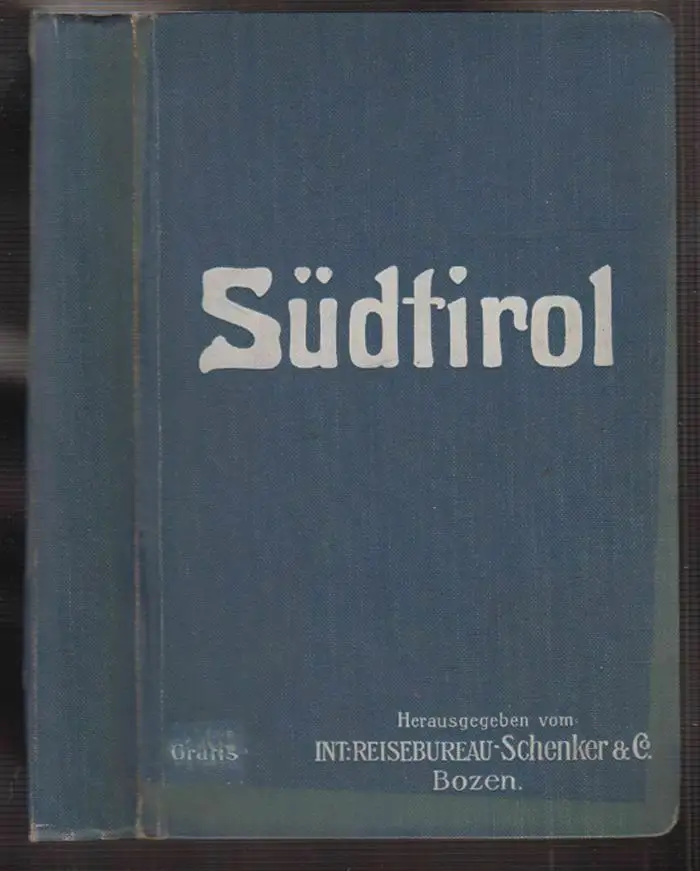 Südtirol
Gratis
Herausgegeben vom:
INT:REISEBUREAU-Schenker & Co.
Bozen.